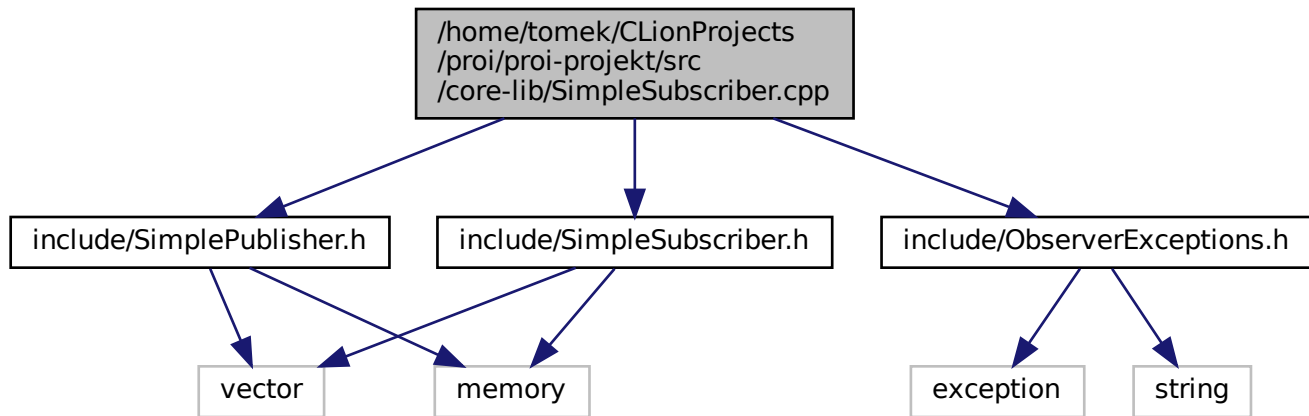 /home/tomek/CLionProjects
/proi/proi-projekt/src
/core-lib/SimpleSubscriber.cpp
include/SimplePublisher.h
include/SimpleSubscriber.h
include/ObserverExceptions.h
vector
memory
exception
string